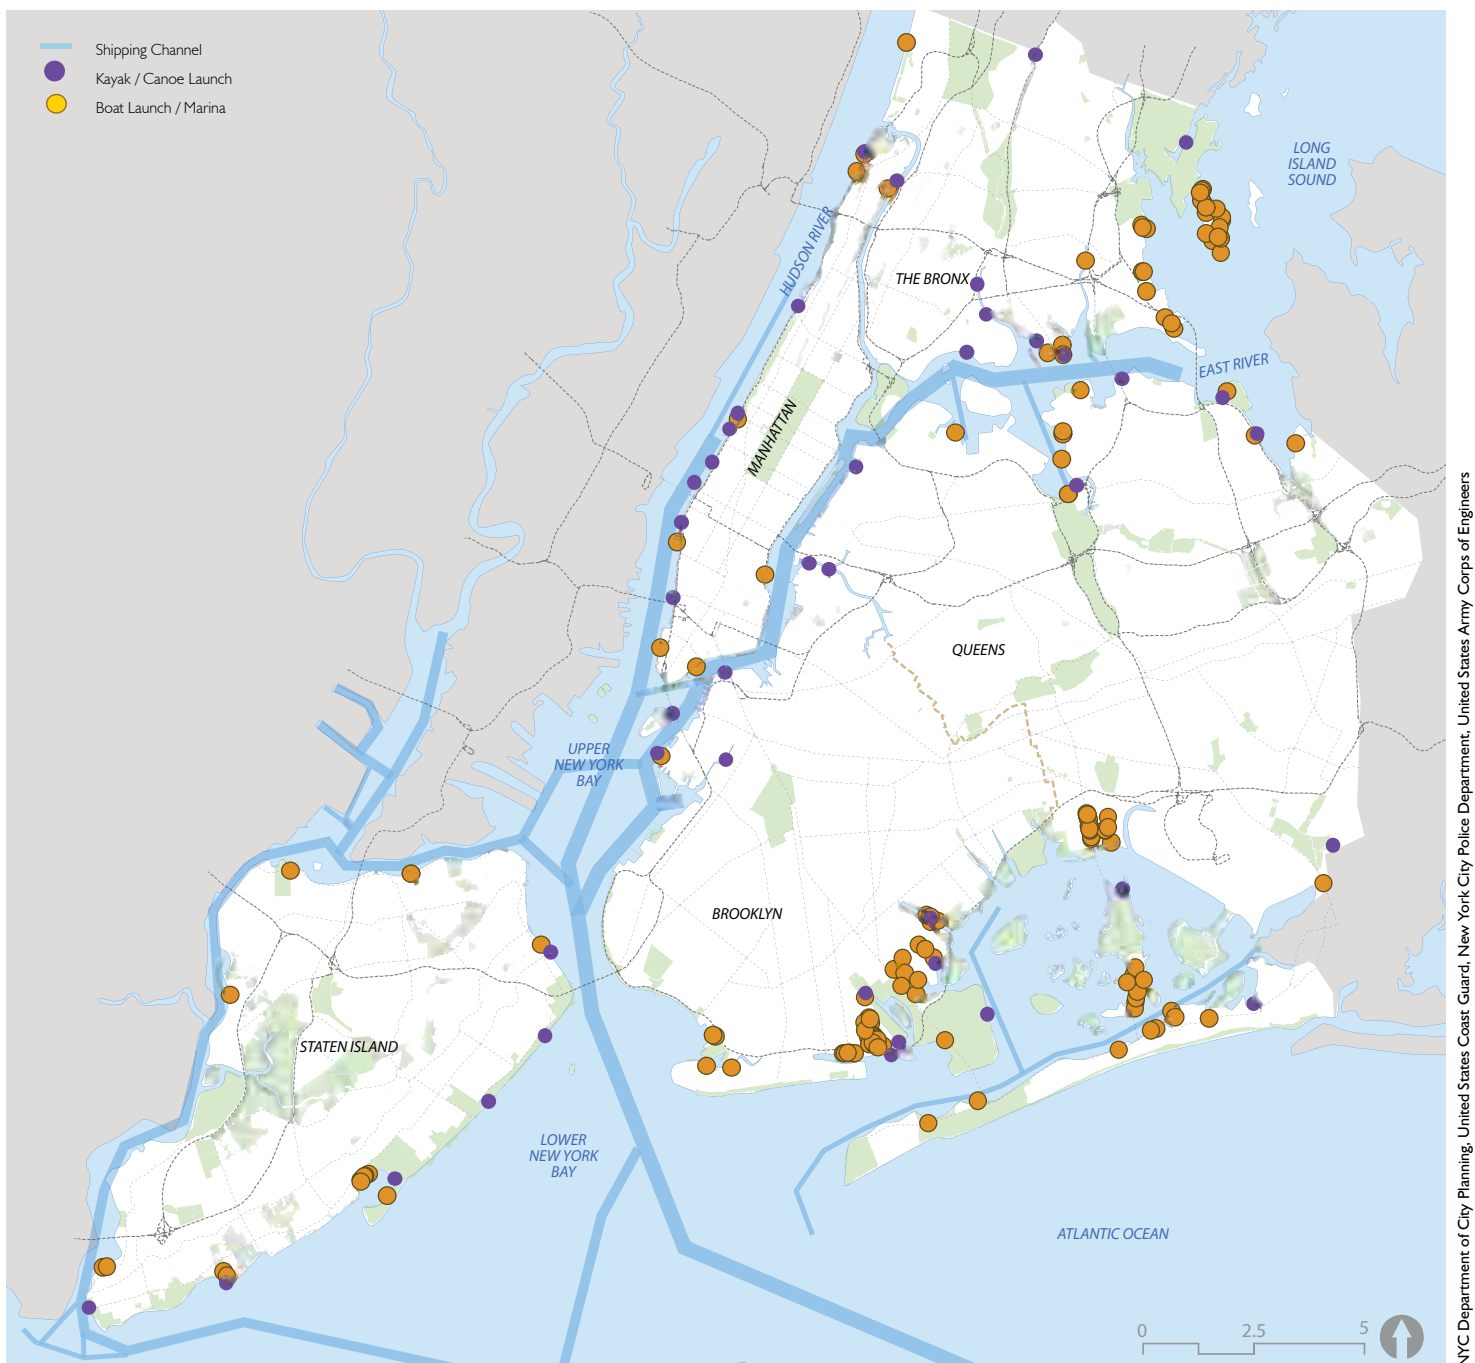 Shipping Channel
Kayak / Canoe Launch
Boat Launch / Marina
LONG
ISLAND
SOUND
HUDSON RIVER
THE BRONX
EAST RIVER
MANHATTAN
QUEENS
UPPER
NEW YORK
BAY
BROOKLYN
STATEN ISLAND
LOWER
NEW YORK
BAY
ATLANTIC OCEAN
0 2.5 5
NYC Department of City Planning, United States Coast Guard, New York City Police Department, United States Army Corps of Engineers